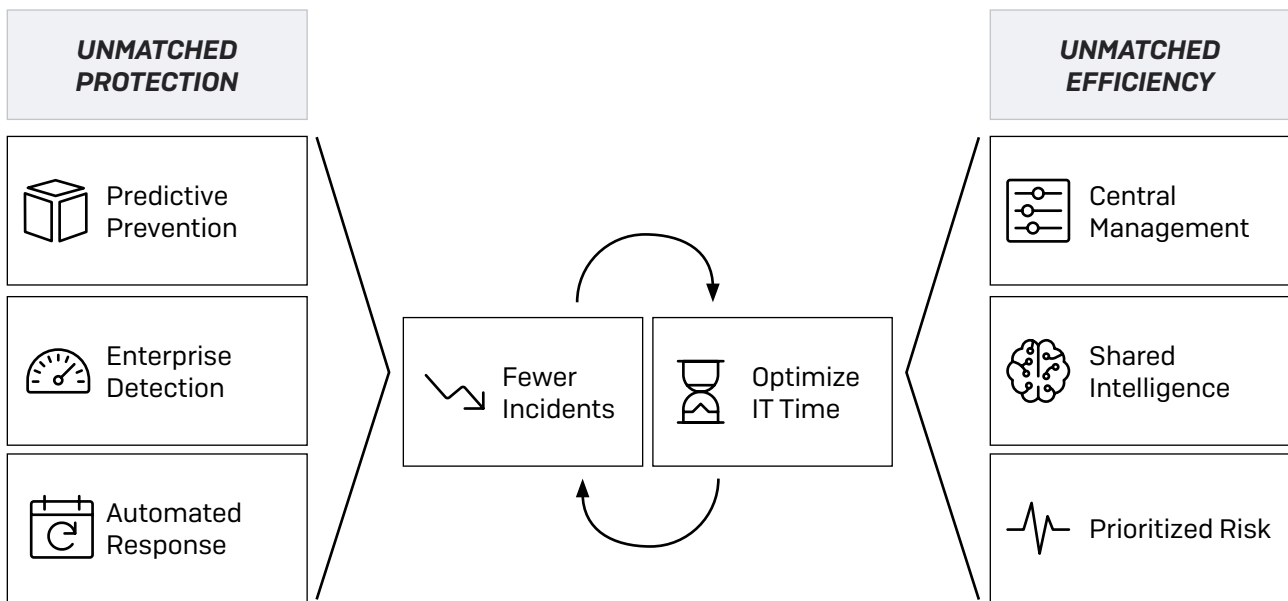 UNMATCHED
PROTECTION
Predictive
Prevention
Enterprise
Detection
Automated
Response
Fewer
Incidents
Optimize
IT Time
UNMATCHED
EFFICIENCY
Central
Management
Shared
Intelligence
Prioritized Risk